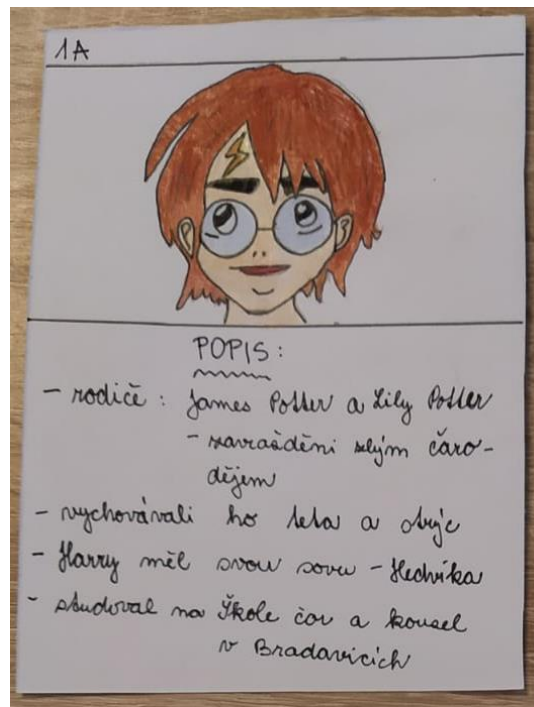 1A
POPIS:
- rodiče : James Potter a Lily Potter
- zavražděni zlým čaro-
dějem
- vychovávali ho teta a strýc
- Harry měl svou sovu - Hedvika
- studoval na Škole čar a kouzel
v Bradavicích